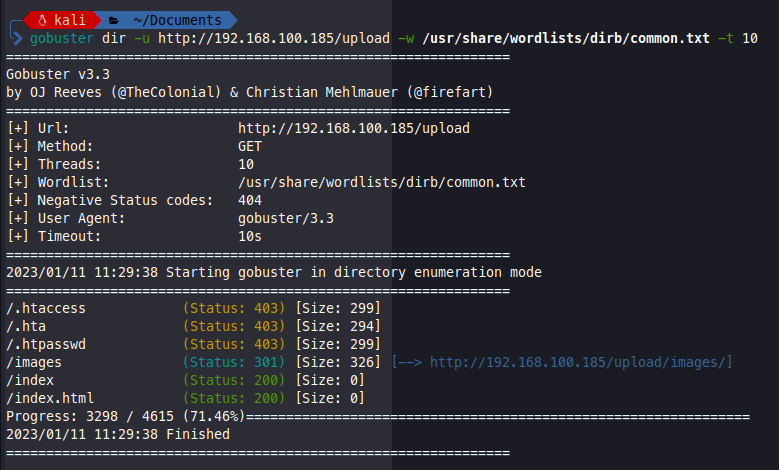 kali ~/Documents
gobuster dir -u http://192.168.100.185/upload -w /usr/share/wordlists/dirb/common.txt -t 10
===============================================================
Gobuster v3.3
by OJ Reeves (@TheColonial) & Christian Mehlmauer (@firefart)
===============================================================
[+] Url:                     http://192.168.100.185/upload
[+] Method:                  GET
[+] Threads:                 10
[+] Wordlist:                /usr/share/wordlists/dirb/common.txt
[+] Negative Status codes:   404
[+] User Agent:              gobuster/3.3
[+] Timeout:                 10s
===============================================================
2023/01/11 11:29:38 Starting gobuster in directory enumeration mode
===============================================================
/.htaccess            (Status: 403) [Size: 299]
/.hta                 (Status: 403) [Size: 294]
/.htpasswd            (Status: 403) [Size: 299]
/images               (Status: 301) [Size: 326] [--> http://192.168.100.185/upload/images/]
/index                (Status: 200) [Size: 0]
/index.html           (Status: 200) [Size: 0]
Progress: 3298 / 4615 (71.46%)===============================================================
2023/01/11 11:29:38 Finished
===============================================================